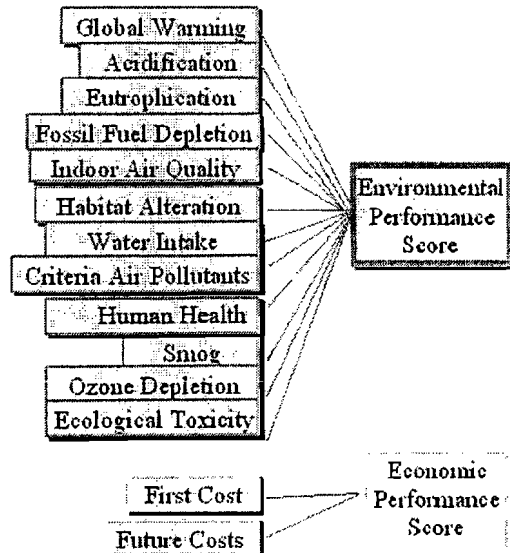 Global Warming
Acidification
Eutrophication
Fossil Fuel Depletion
Indoor Air Quality
Habitat Alteration
Water Intake
Criteria Air Pollutants
Human Health
Smog
Ozone Depletion
Ecological Toxicity
Environmental
Performance
Score
First Cost
Future Costs
Economic
Performance
Score